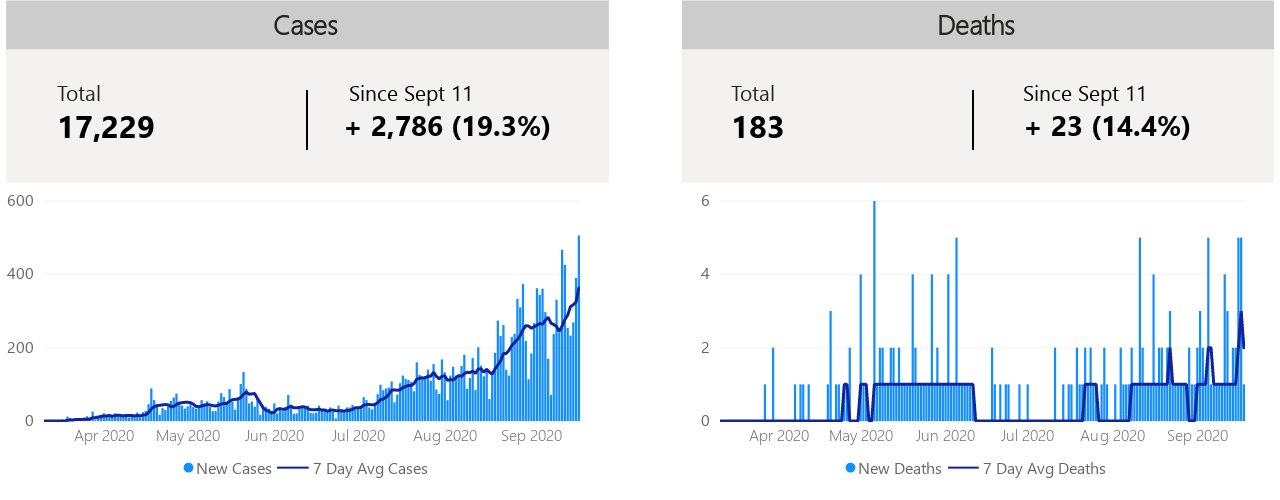 Cases
Total
17,229
Since Sept 11
+ 2,786 (19.3%)
600
400
200
0
Apr 2020 May 2020 Jun 2020 Jul 2020 Aug 2020 Sep 2020
New Cases 7 Day Avg Cases
Deaths
Total
183
Since Sept 11
+ 23 (14.4%)
6
4
2
0
Apr 2020 May 2020 Jun 2020 Jul 2020 Aug 2020 Sep 2020
New Deaths 7 Day Avg Deaths